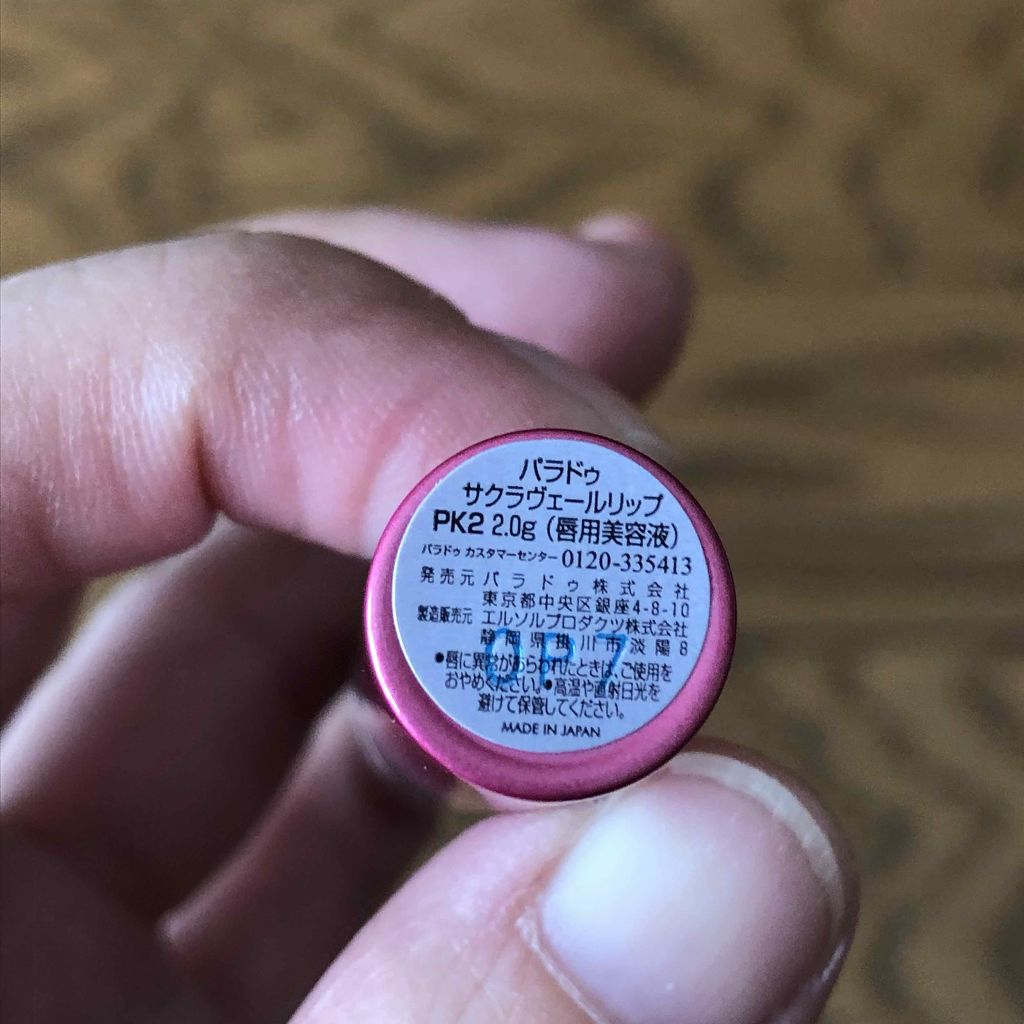 パラドゥ
サクラヴェールリップ
PK2 2.0g (唇用美容液)
パラドゥ カスタマーセンター 0120-335413
発売元 パラドゥ株式会社
東京都中央区銀座4-8-10
製造販売元 エルソルプロダクツ株式会社
静岡県掛川市淡陽8
0P7
●唇に異常があらわれたときは、ご使用を
おやめください。●高温や直射日光を
避けて保管してください。
MADE IN JAPAN